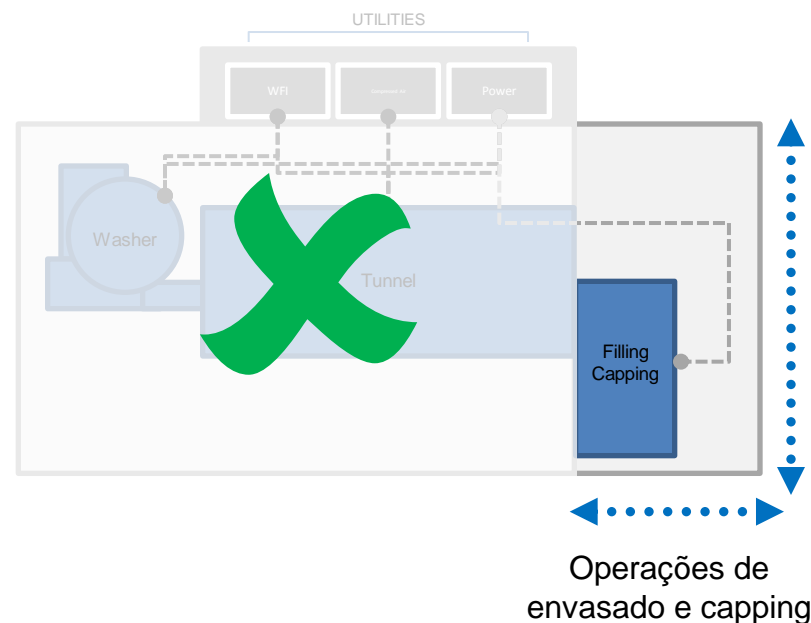 UTILITIES
WFI
Power
Washer
Tunnel
Filling
Capping
Operações de
envasado e capping